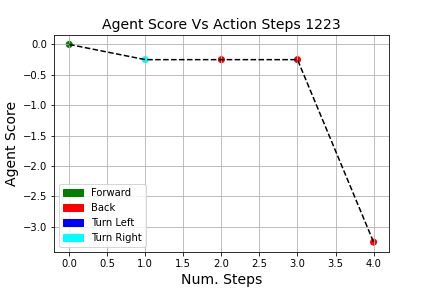 Agent Score Vs Action Steps 1223
Agent Score
0.0
−0.5
−1.0
−1.5
−2.0
−2.5
−3.0
Forward
Back
Turn Left
Turn Right
0.0 0.5 1.0 1.5 2.0 2.5 3.0 3.5 4.0
Num. Steps